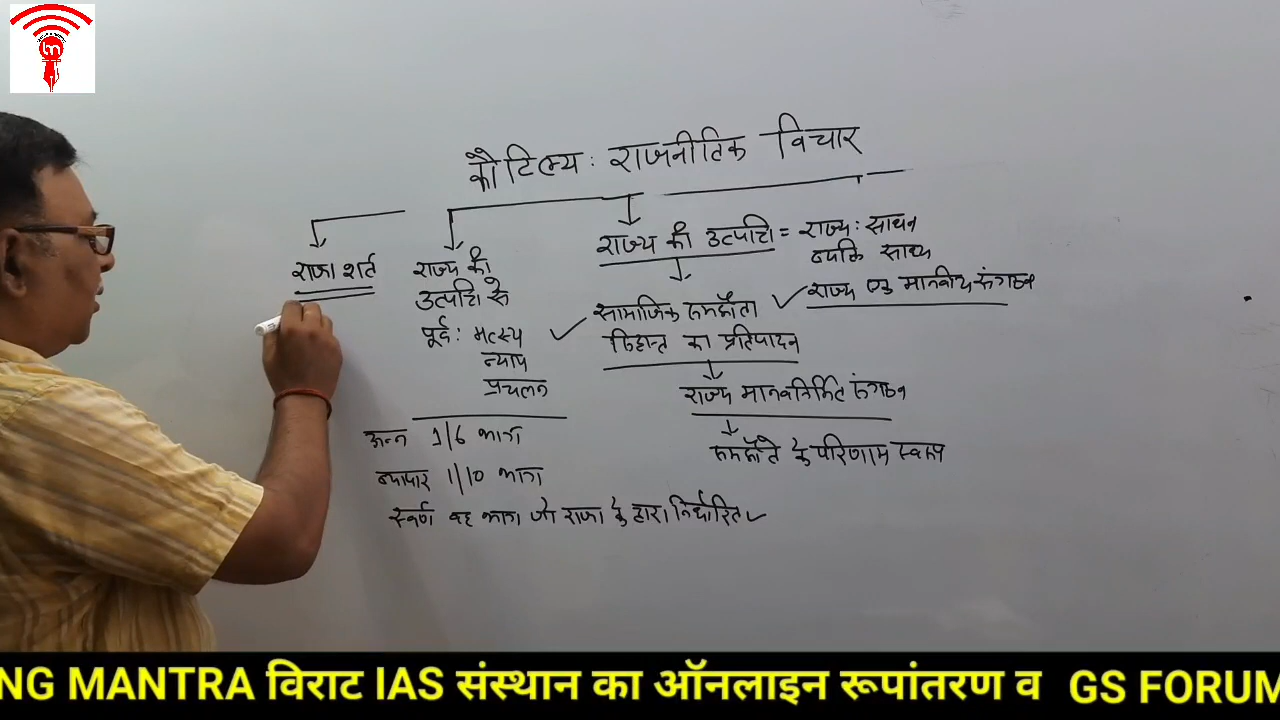 कौटिल्य : राजनीतिक विचार
राजा शर्त
राज्य की
उत्पत्ति से
पूर्व : मत्स्य
न्याय
प्रचलन
राज्य की उत्पत्ति = राज्य : साधन
व्यक्ति साध्य
सामाजिक समझौता
सिद्धान्त का प्रतिपादन
राज्य एक मानवीय संगठन
राज्य मानवनिर्मित संगठन
समझौते के परिणाम स्वरूप
अन्न 1/6 भाग
व्यापार 1/10 भाग
स्वर्ण वह भाग जो राजा के द्वारा निर्धारित
NG MANTRA विराट IAS संस्थान का ऑनलाइन रूपांतरण व GS FORUM